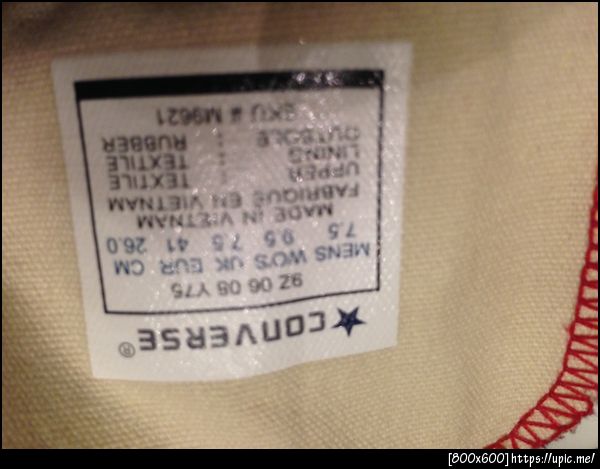 ★CONVERSE®
9Z 06 08 Y75
MENS WO'S UK EUR CM
7.5 9.5 7.5 41 26.0
MADE IN VIETNAM
FABRIQUE EN VIETNAM
UPPER : TEXTILE
LINING : TEXTILE
OUTSOLE : RUBBER
SKU # M9621
[800x600]https://upic.me/